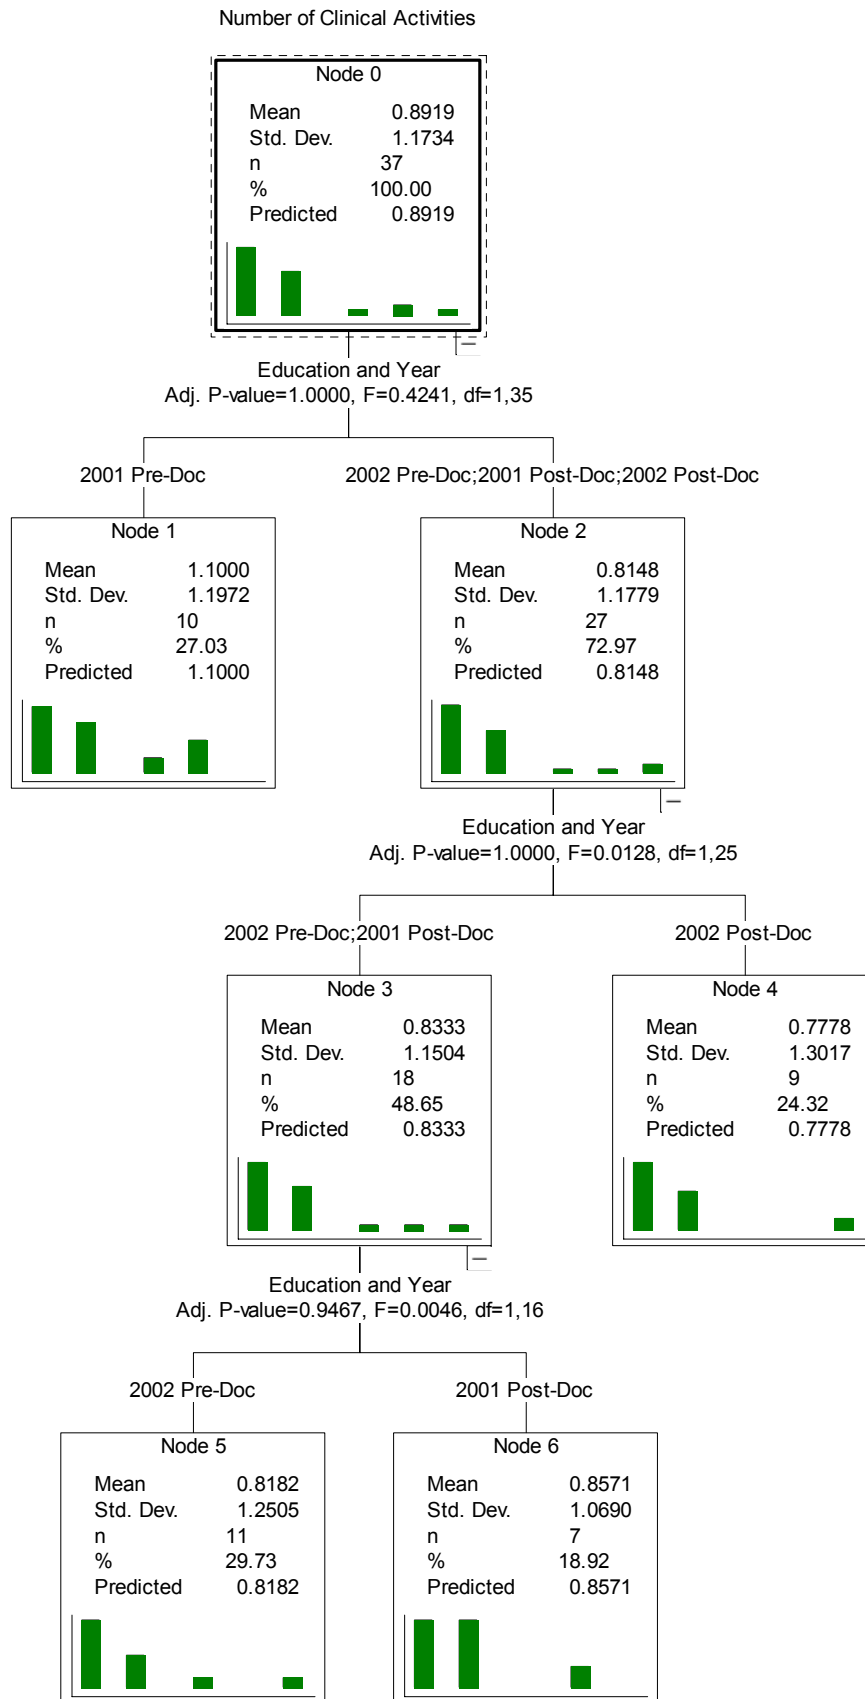 Number of Clinical Activities
Node 0
Mean 0.8919
Std. Dev. 1.1734
n 37
% 100.00
Predicted 0.8919
Education and Year
Adj. P-value=1.0000, F=0.4241, df=1,35
2001 Pre-Doc
2002 Pre-Doc;2001 Post-Doc;2002 Post-Doc
Node 1
Mean 1.1000
Std. Dev. 1.1972
n 10
% 27.03
Predicted 1.1000
Node 2
Mean 0.8148
Std. Dev. 1.1779
n 27
% 72.97
Predicted 0.8148
Education and Year
Adj. P-value=1.0000, F=0.0128, df=1,25
2002 Pre-Doc;2001 Post-Doc
2002 Post-Doc
Node 3
Mean 0.8333
Std. Dev. 1.1504
n 18
% 48.65
Predicted 0.8333
Node 4
Mean 0.7778
Std. Dev. 1.3017
n 9
% 24.32
Predicted 0.7778
Education and Year
Adj. P-value=0.9467, F=0.0046, df=1,16
2002 Pre-Doc
2001 Post-Doc
Node 5
Mean 0.8182
Std. Dev. 1.2505
n 11
% 29.73
Predicted 0.8182
Node 6
Mean 0.8571
Std. Dev. 1.0690
n 7
% 18.92
Predicted 0.8571